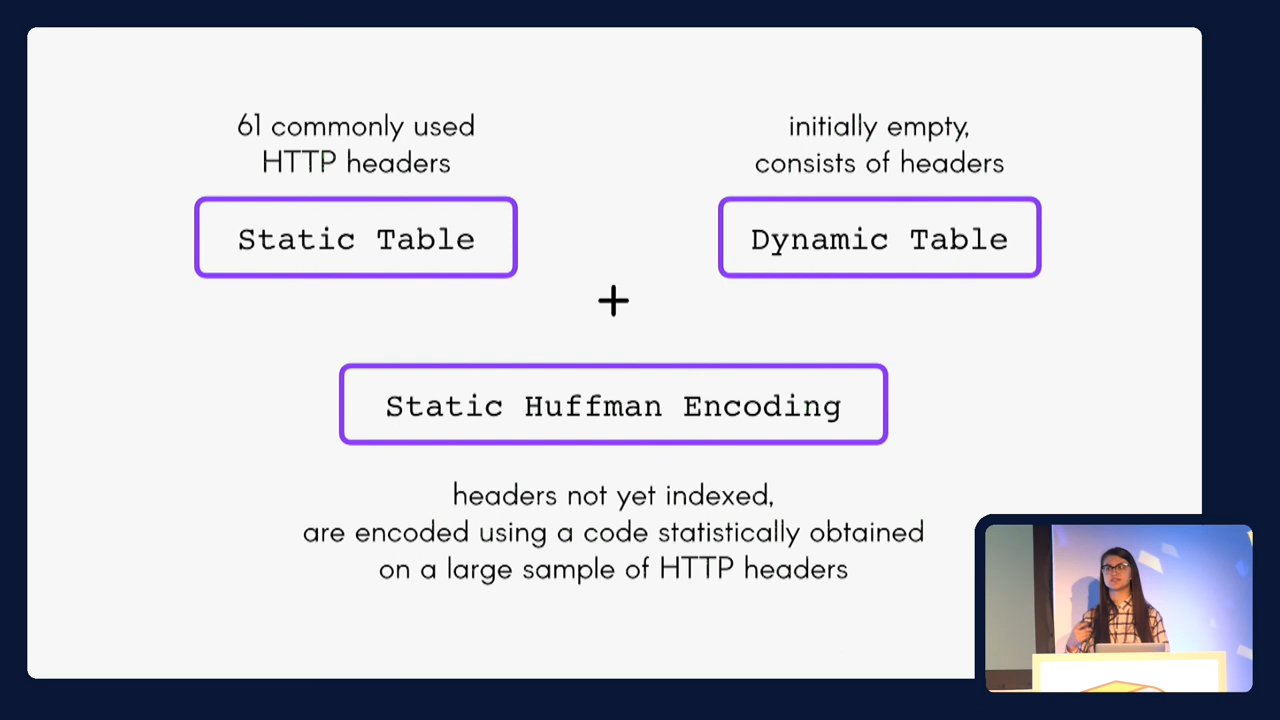 61 commonly used
HTTP headers
Static Table
initially empty,
consists of headers
Dynamic Table
+
Static Huffman Encoding
headers not yet indexed,
are encoded using a code statistically obtained
on a large sample of HTTP headers